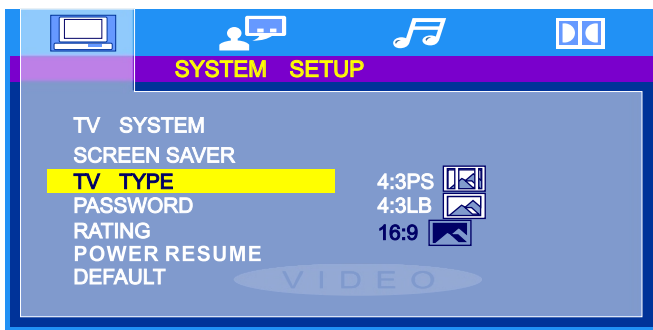 SYSTEM SETUP
TV SYSTEM
SCREEN SAVER
TV TYPE 4:3PS
PASSWORD 4:3LB
RATING 16:9
POWER RESUME
DEFAULT
VIDEO